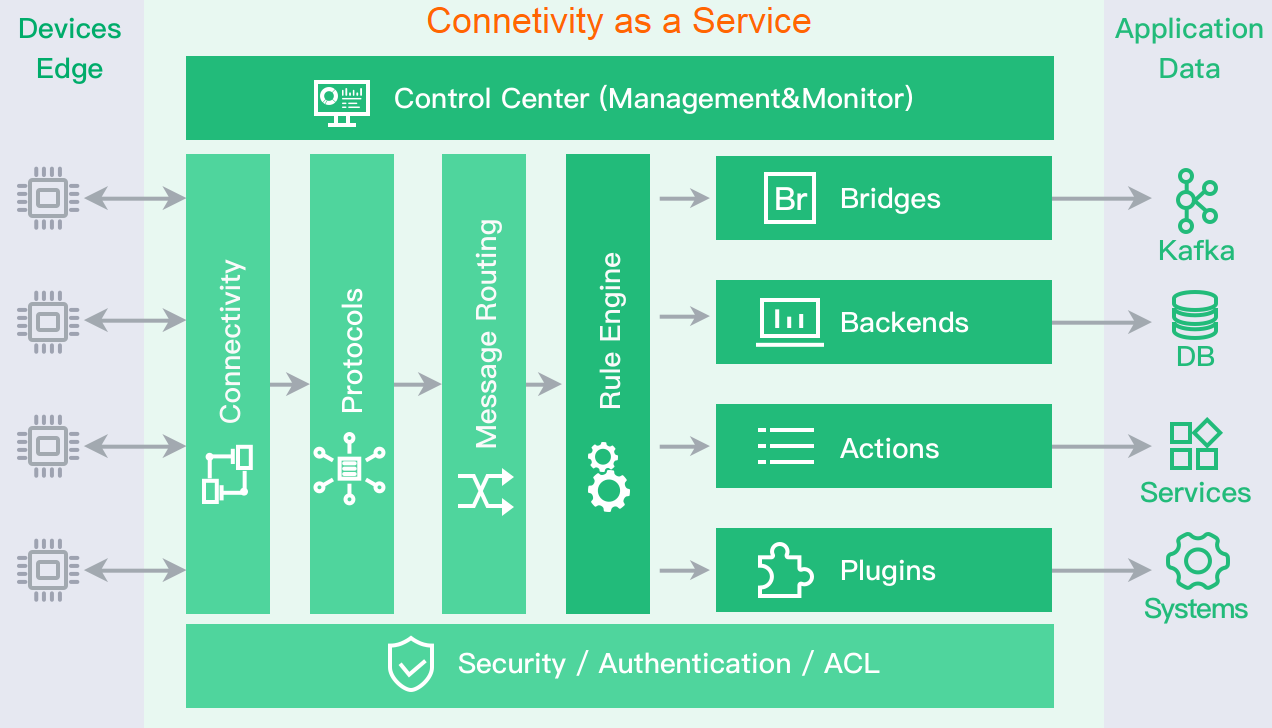 Devices
Edge
Connetivity as a Service
Application
Data
Control Center (Management&Monitor)
Connectivity
Protocols
Message Routing
Rule Engine
Br
Bridges
Backends
Actions
Plugins
Kafka
DB
Services
Systems
Security / Authentication / ACL